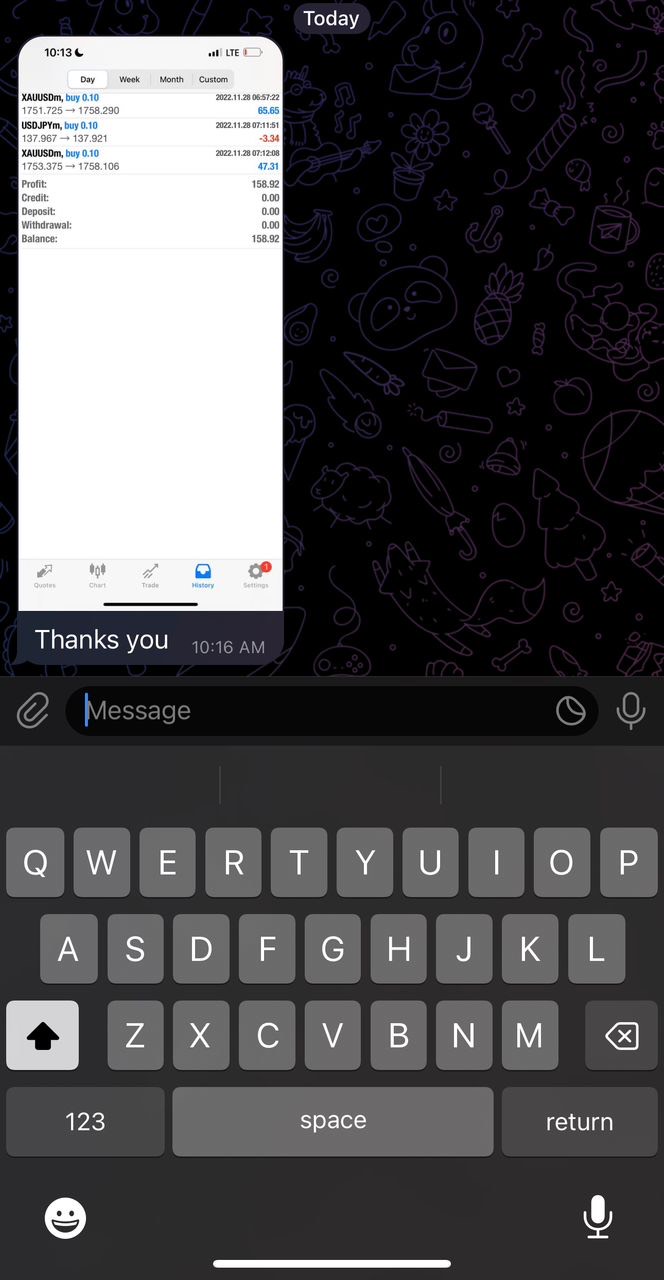 Today
10:13 LTE
Day Week Month Custom
XAUUSDm, buy 0.10 2022.11.28 06:57:22
1751.725 → 1758.290 65.65
USDJPYm, buy 0.10 2022.11.28 07:11:51
137.967 → 137.921 -3.34
XAUUSDm, buy 0.10 2022.11.28 07:12:08
1753.375 → 1758.106 47.31
Profit: 158.92
Credit: 0.00
Deposit: 0.00
Withdrawal: 0.00
Balance: 158.92
Quotes Chart Trade History Settings 1
Thanks you 10:16 AM
Message
Q W E R T Y U I O P
A S D F G H J K L
Z X C V B N M
123 space return